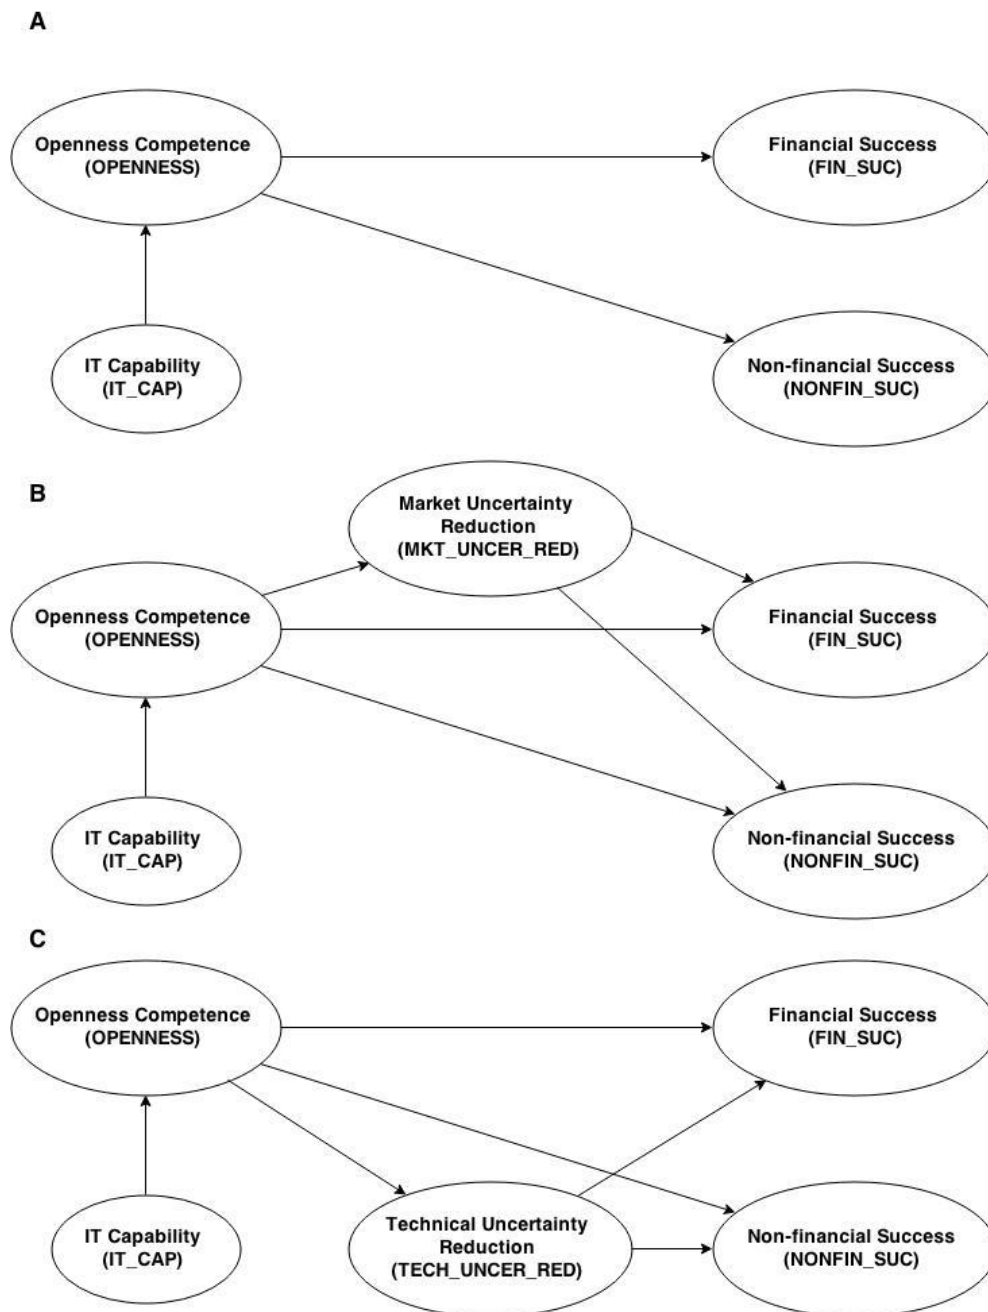 A
Openness Competence
(OPENNESS)
Financial Success
(FIN_SUC)
IT Capability
(IT_CAP)
Non-financial Success
(NONFIN_SUC)
B
Market Uncertainty
Reduction
(MKT_UNCER_RED)
Openness Competence
(OPENNESS)
Financial Success
(FIN_SUC)
IT Capability
(IT_CAP)
Non-financial Success
(NONFIN_SUC)
C
Openness Competence
(OPENNESS)
Financial Success
(FIN_SUC)
IT Capability
(IT_CAP)
Technical Uncertainty
Reduction
(TECH_UNCER_RED)
Non-financial Success
(NONFIN_SUC)